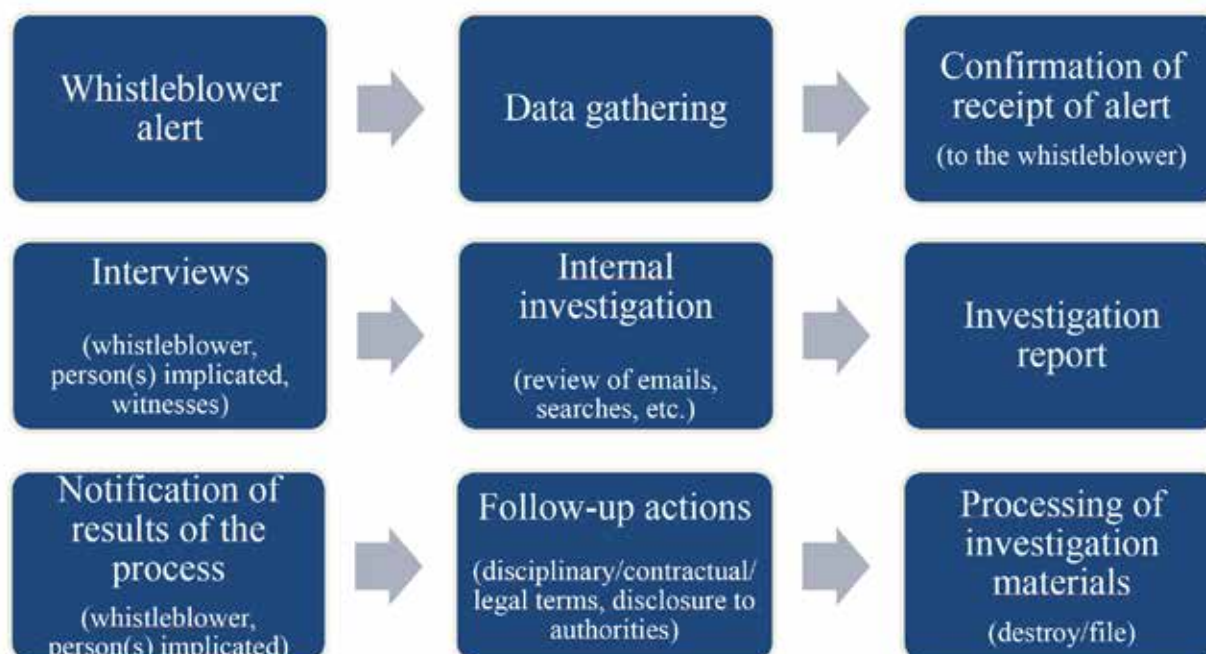 Whistleblower
alert
Data gathering
Confirmation of
receipt of alert
(to the whistleblower)
Interviews
(whistleblower,
person(s) implicated,
witnesses)
Internal
investigation
(review of emails,
searches, etc.)
Investigation
report
Notification of
results of the
process
(whistleblower,
person(s) implicated)
Follow-up actions
(disciplinary/contractual/
legal terms, disclosure to
authorities)
Processing of
investigation
materials
(destroy/file)